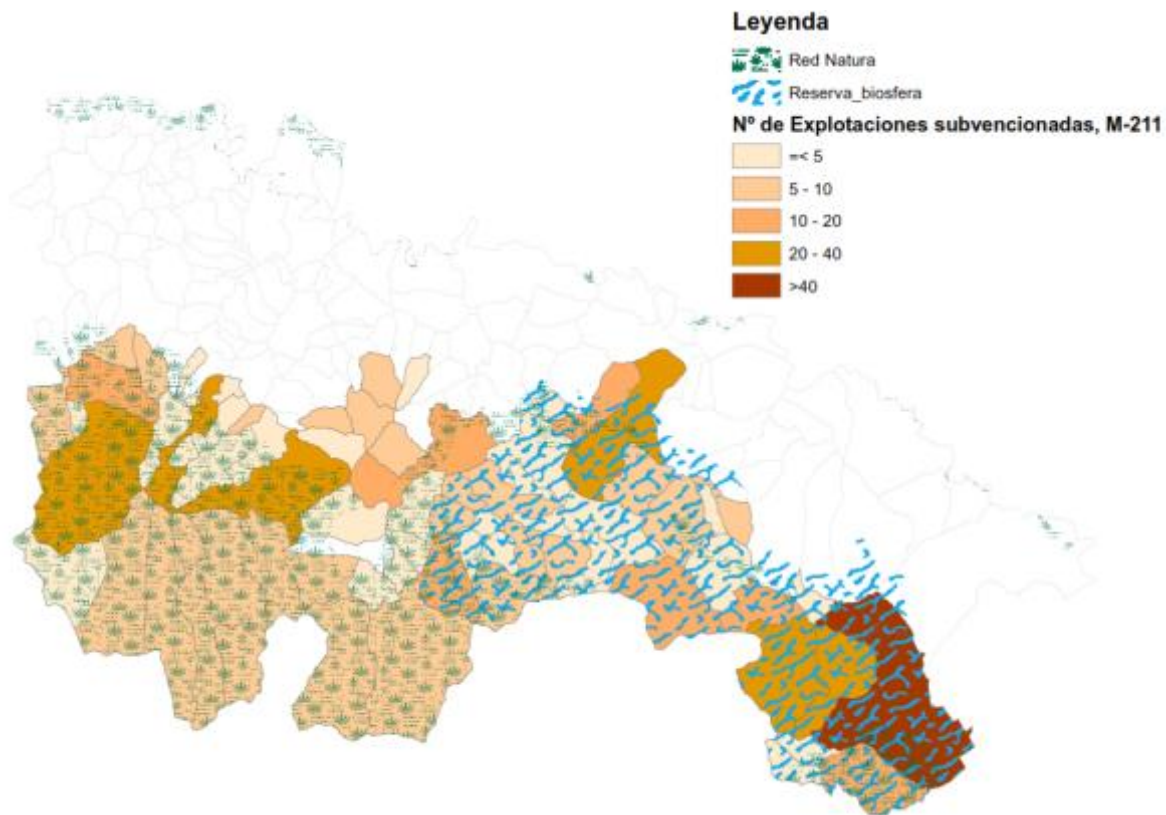 Leyenda
Red Natura
Reserva_biosfera
Nº de Explotaciones subvencionadas, M-211
=< 5
5 - 10
10 - 20
20 - 40
>40